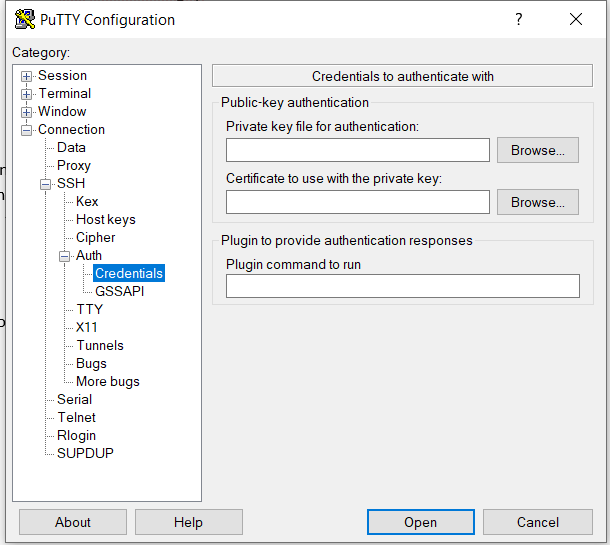 PuTTY Configuration
?
Category:
Session
Terminal
Window
Connection
Data
Proxy
SSH
Kex
Host keys
Cipher
Auth
Credentials
GSSAPI
TTY
X11
Tunnels
Bugs
More bugs
Serial
Telnet
Rlogin
SUPDUP
Credentials to authenticate with
Public-key authentication
Private key file for authentication:
Browse...
Certificate to use with the private key:
Browse...
Plugin to provide authentication responses
Plugin command to run
About
Help
Open
Cancel